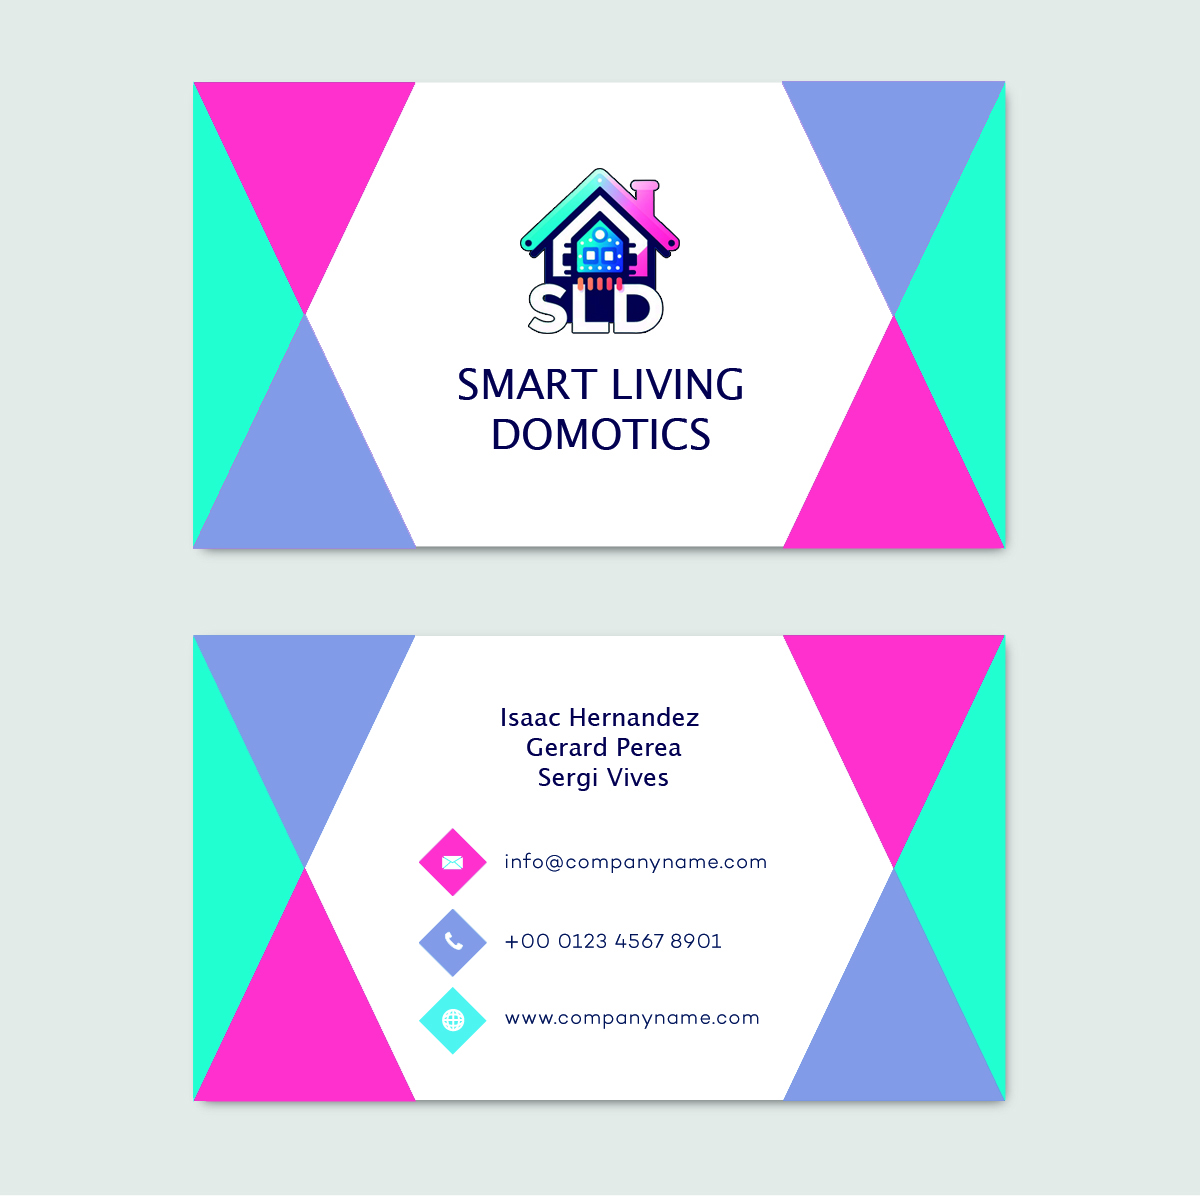 SLD
SMART LIVING
DOMOTICS
Isaac Hernandez
Gerard Perea
Sergi Vives
info@companyname.com
+00 0123 4567 8901
www.companyname.com